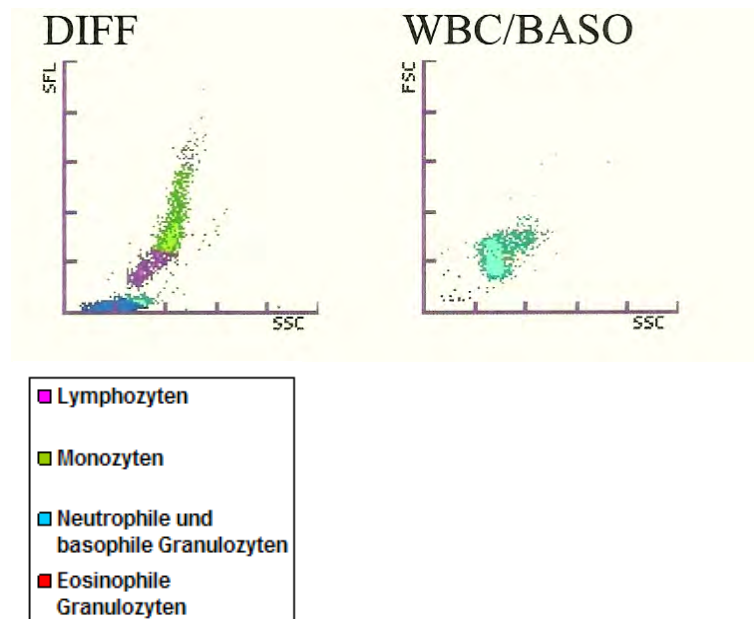 DIFF
WBC/BASO
SFL
SSC
FSC
SSC
Lymphozyten
Monozyten
Neutrophile und
basophile Granulozyten
Eosinophile
Granulozyten